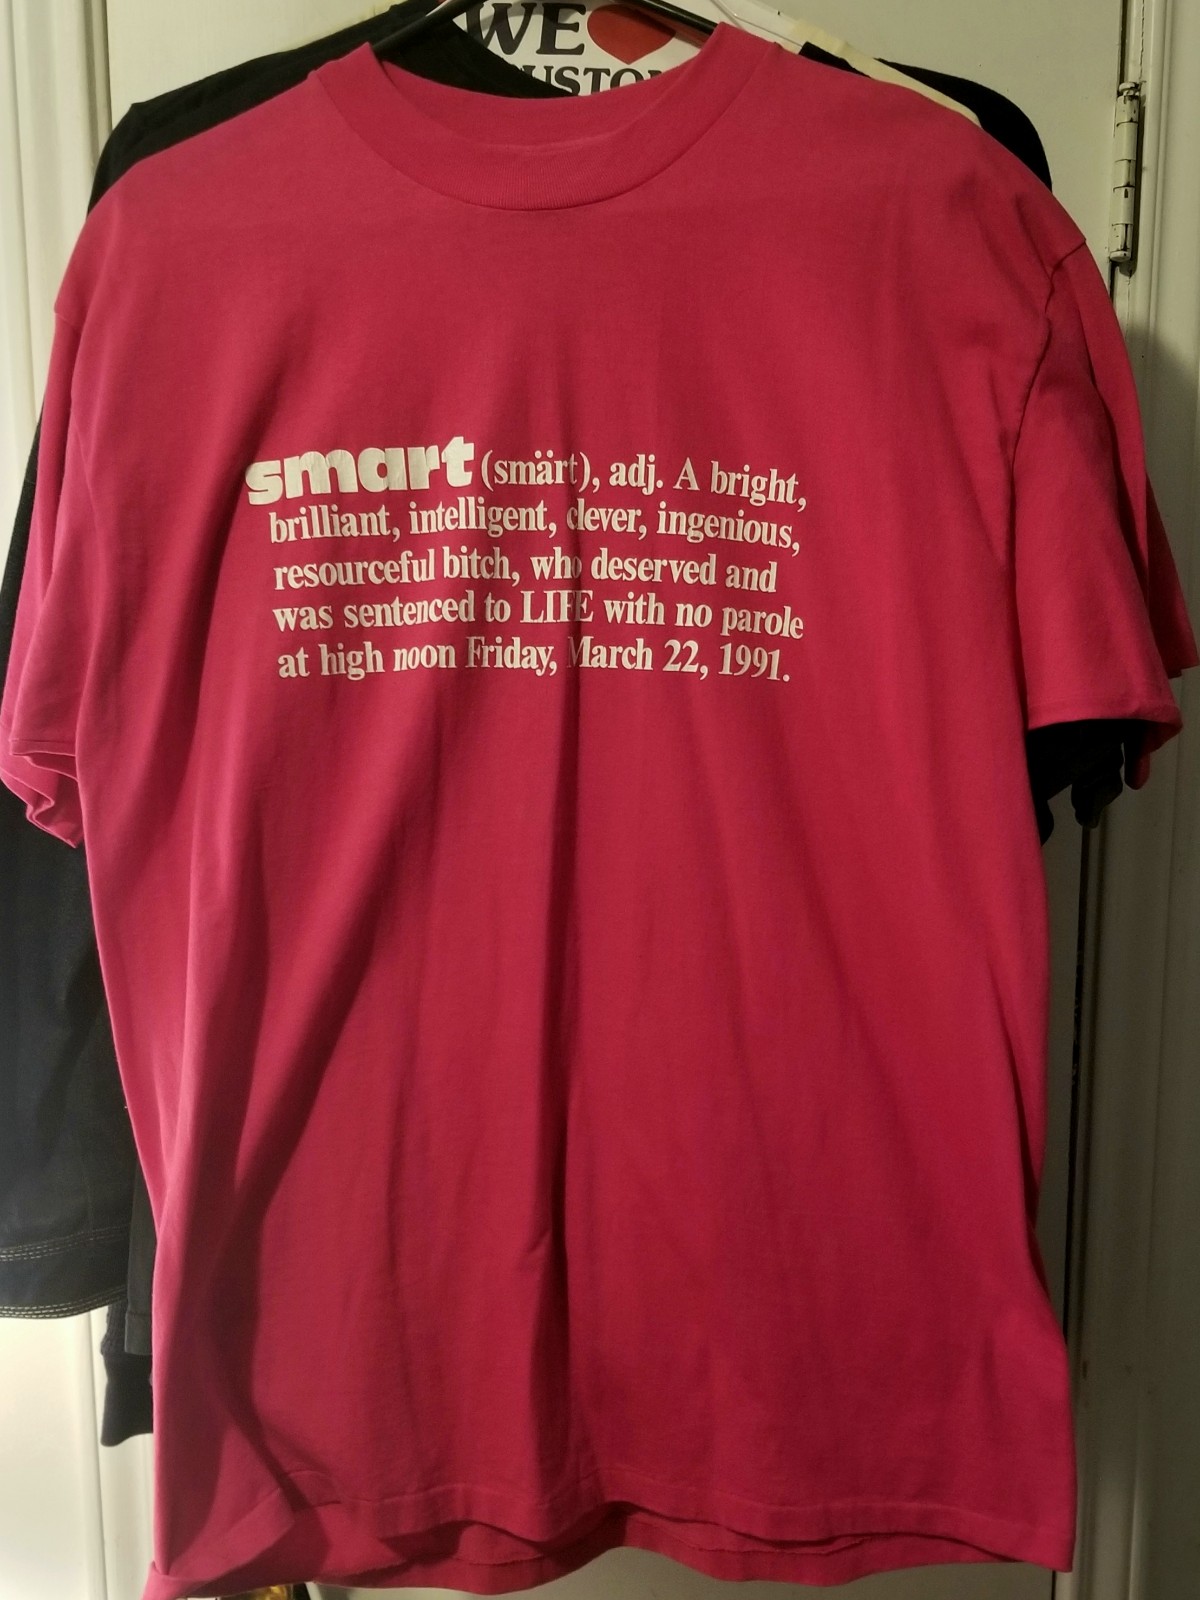 WE
CUSTO
smart (smärt), adj. A bright,
brilliant, intelligent, clever, ingenious,
resourceful bitch, who deserved and
was sentenced to LIFE with no parole
at high noon Friday, March 22, 1991.